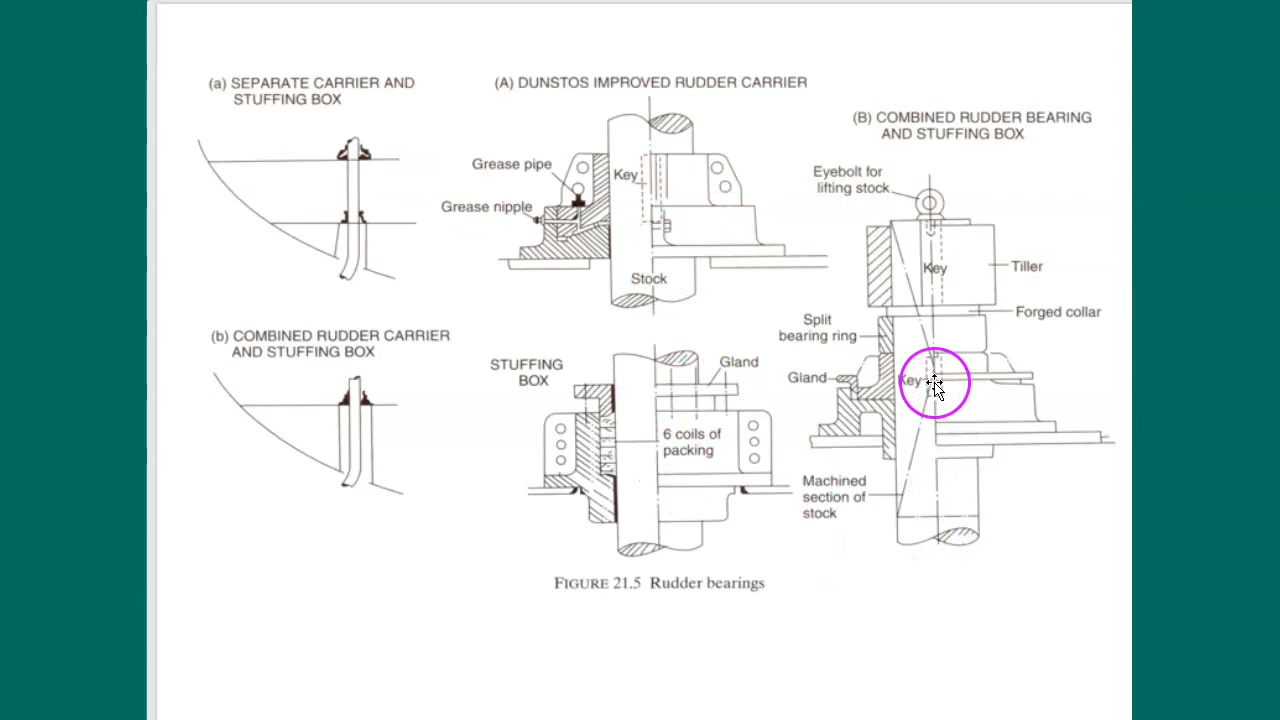 (a) SEPARATE CARRIER AND
STUFFING BOX
(A) DUNSTOS IMPROVED RUDDER CARRIER
Grease pipe
Key
Grease nipple
Stock
(B) COMBINED RUDDER BEARING
AND STUFFING BOX
Eyebolt for
lifting stock
Key
Tiller
Forged collar
Split
bearing ring
Gland
Key
Machined
section of
stock
(b) COMBINED RUDDER CARRIER
AND STUFFING BOX
STUFFING
BOX
Gland
6 coils of
packing
FIGURE 21.5 Rudder bearings